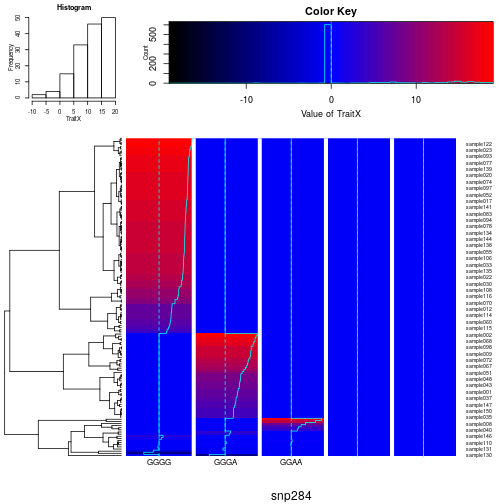 Histogram
Frequency
0 10 20 30 40 50
-10 -5 0 5 10 15 20
TraitX
Color Key
Count
0 200 500
-10 0 10
Value of TraitX
sample122
sample023
sample093
sample077
sample139
sample020
sample074
sample097
sample052
sample017
sample141
sample083
sample094
sample078
sample134
sample144
sample138
sample055
sample106
sample033
sample135
sample022
sample030
sample108
sample116
sample070
sample012
sample114
sample060
sample115
sample002
sample068
sample098
sample009
sample072
sample067
sample051
sample048
sample043
sample001
sample037
sample147
sample150
sample035
sample008
sample040
sample146
sample110
sample131
sample130
GGGG GGGA GGAA
snp284